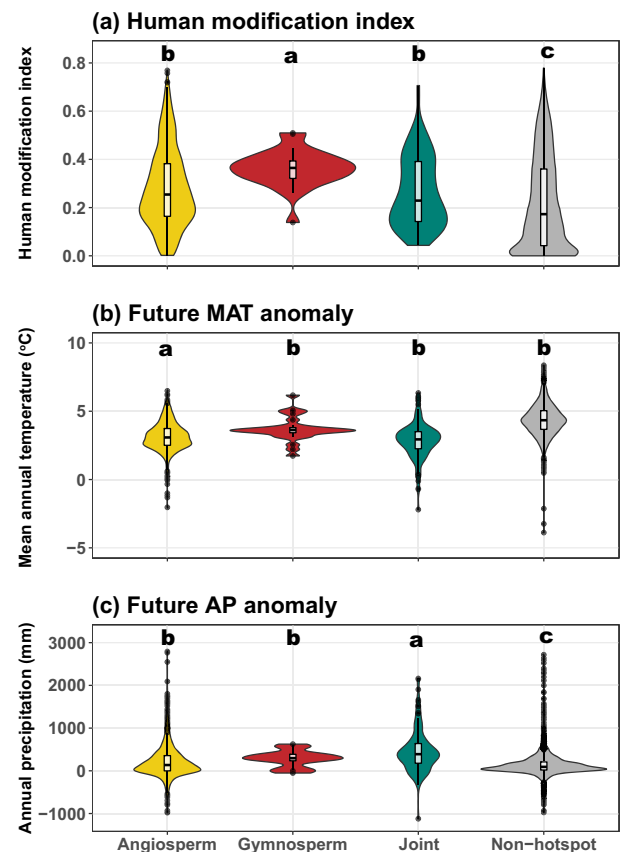 (a) Human modification index
Human modification index
0.8
0.6
0.4
0.2
0.0
b a b c
(b) Future MAT anomaly
Mean annual temperature (°C)
10
5
0
−5
a b b b
(c) Future AP anomaly
Annual precipitation (mm)
3000
2000
1000
0
−1000
b b a c
Angiosperm Gymnosperm Joint Non−hotspot